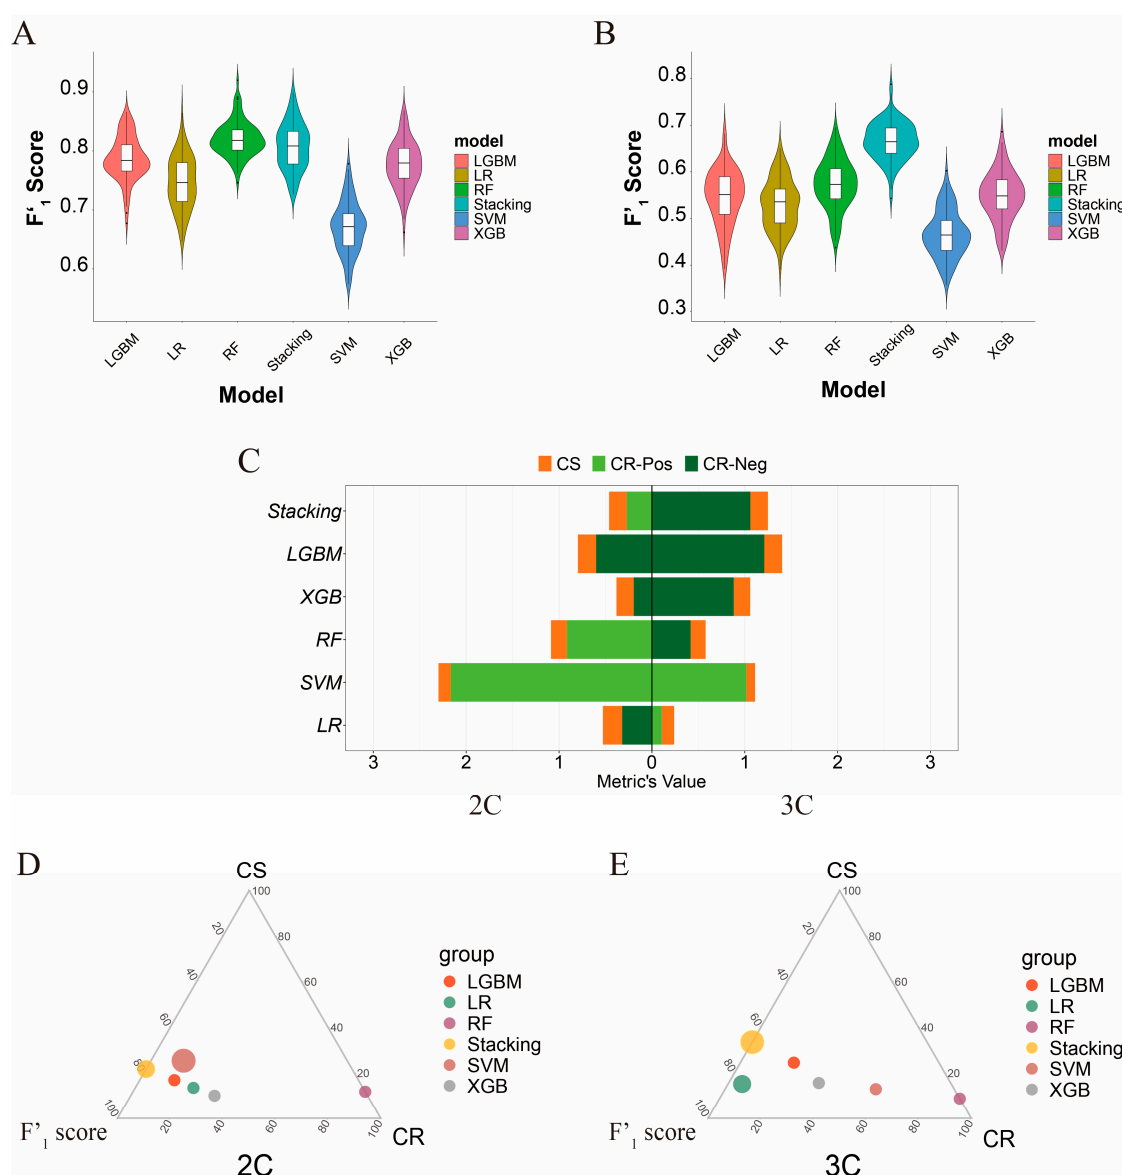 A
F'1 Score
0.9
0.8
0.7
0.6
LGBM
LR
RF
Stacking
SVM
XGB
Model
model
LGBM
LR
RF
Stacking
SVM
XGB
B
F'1 Score
0.8
0.7
0.6
0.5
0.4
0.3
LGBM
LR
RF
Stacking
SVM
XGB
Model
model
LGBM
LR
RF
Stacking
SVM
XGB
C
CS CR-Pos CR-Neg
Stacking
LGBM
XGB
RF
SVM
LR
3 2 1 0 1 2 3
Metric's Value
2C 3C
D
CS
100
20
80
40
60
60
40
80
20
100
20
40
60
80
100
F'1 score
CR
2C
group
LGBM
LR
RF
Stacking
SVM
XGB
E
CS
100
20
80
40
60
60
40
80
20
100
20
40
60
80
100
F'1 score
CR
3C
group
LGBM
LR
RF
Stacking
SVM
XGB